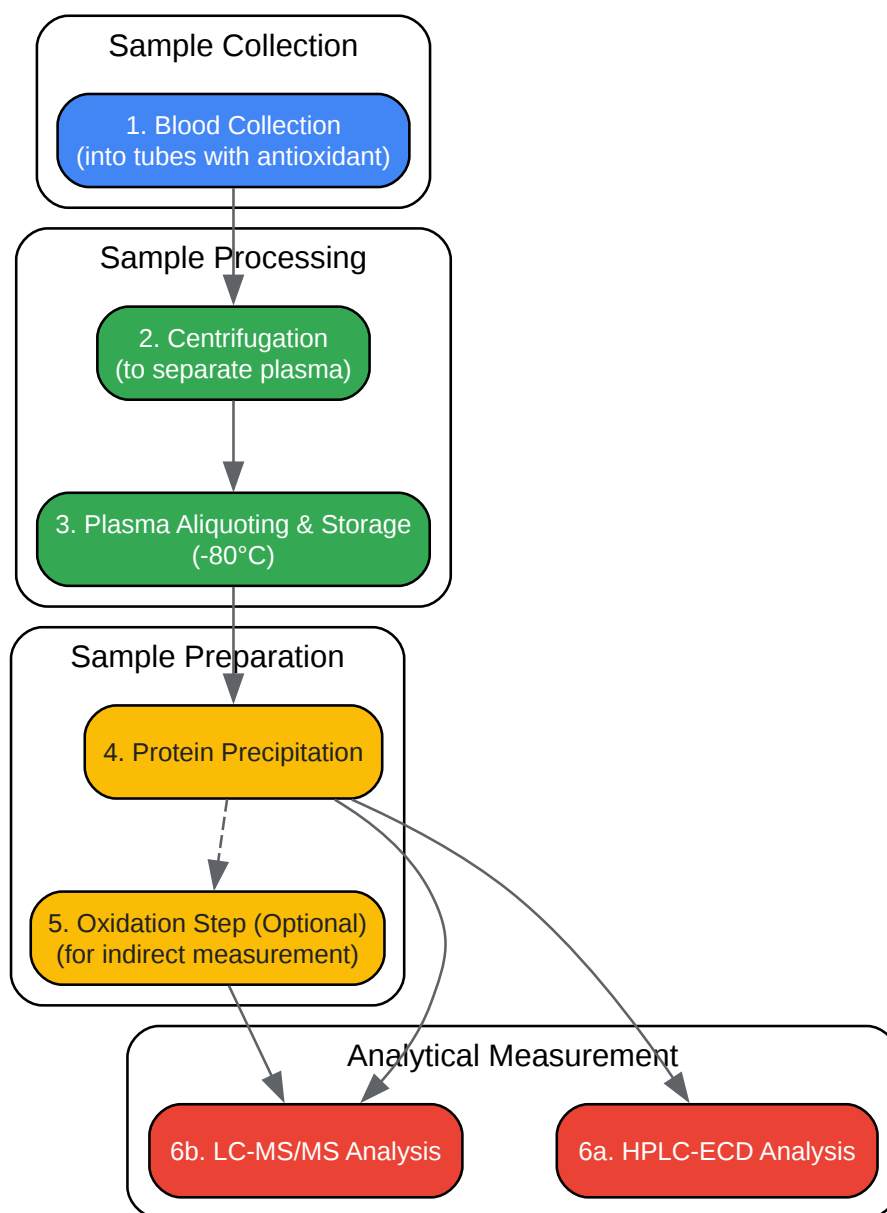 Sample Collection
1. Blood Collection
(into tubes with antioxidant)
Sample Processing
2. Centrifugation
(to separate plasma)
3. Plasma Aliquoting & Storage
(-80°C)
Sample Preparation
4. Protein Precipitation
5. Oxidation Step (Optional)
(for indirect measurement)
Analytical Measurement
6b. LC-MS/MS Analysis
6a. HPLC-ECD Analysis